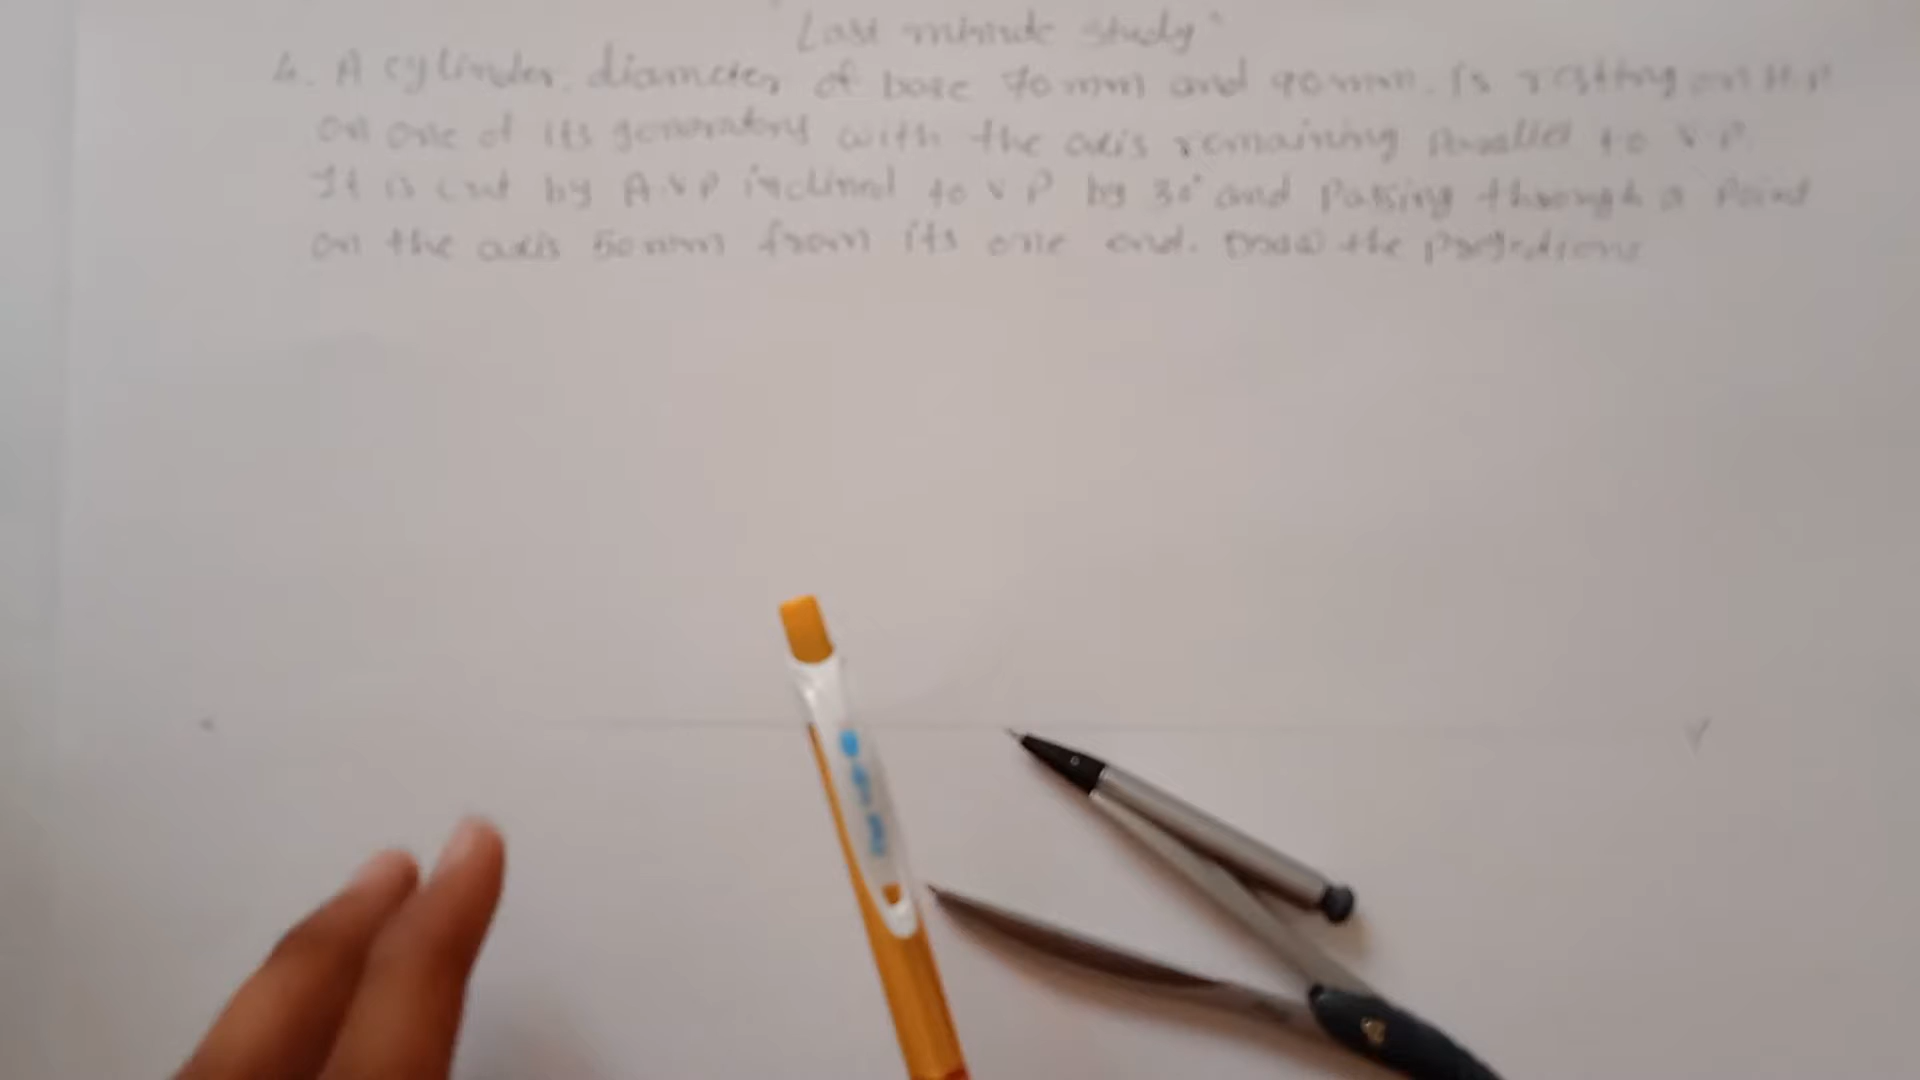 "Last minute study"
4. A cylinder, diameter of base 70 mm and 90 mm. is resting on H.P
on one of its generators with the axis remaining parallel to V P.
It is cut by A.V P inclined to V P by 30° and Passing through a Point
on the axis 50 mm from its one end. Draw the projections
Y